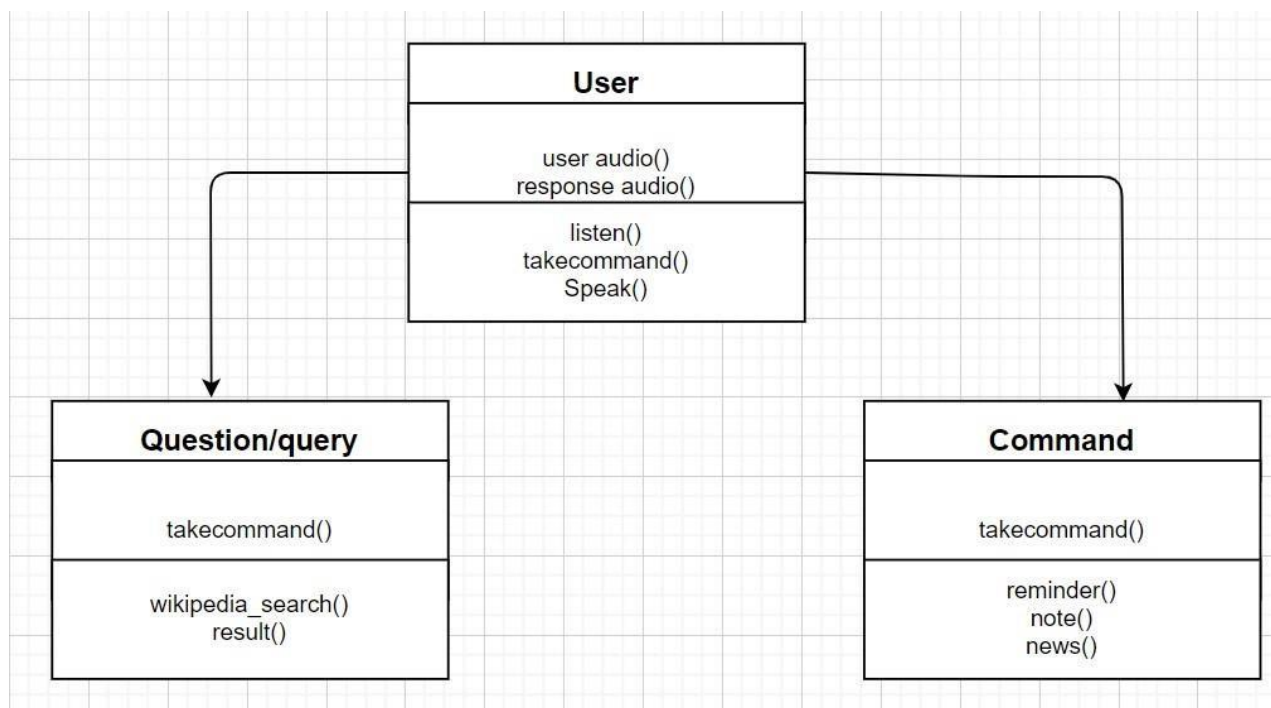 User
user audio()
response audio()
listen()
takecommand()
Speak()
Question/query
takecommand()
wikipedia_search()
result()
Command
takecommand()
reminder()
note()
news()